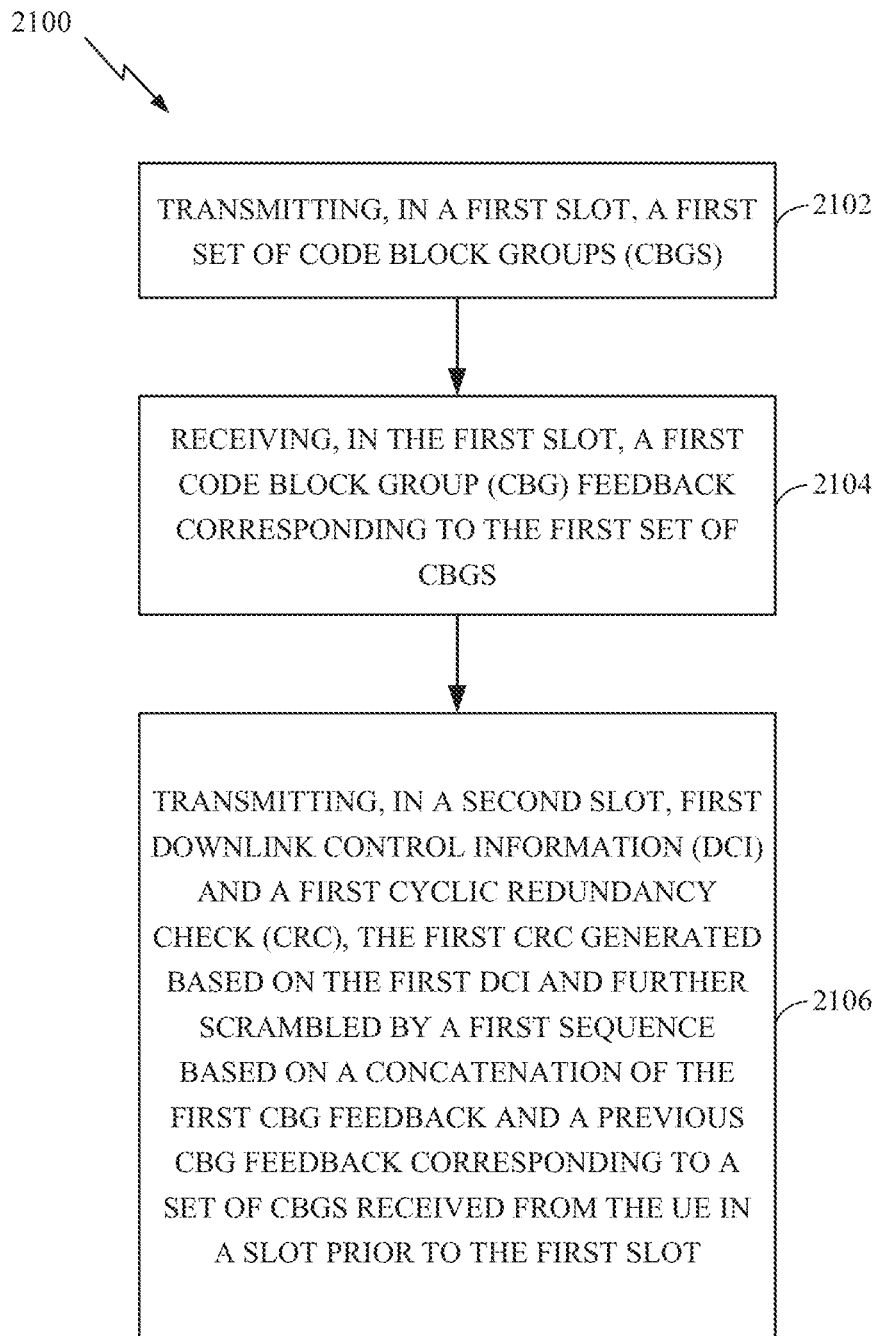 2100
TRANSMITTING, IN A FIRST SLOT, A FIRST
SET OF CODE BLOCK GROUPS (CBGS)
2102
RECEIVING, IN THE FIRST SLOT, A FIRST
CODE BLOCK GROUP (CBG) FEEDBACK
CORRESPONDING TO THE FIRST SET OF
CBGS
2104
TRANSMITTING, IN A SECOND SLOT, FIRST
DOWNLINK CONTROL INFORMATION (DCI)
AND A FIRST CYCLIC REDUNDANCY
CHECK (CRC), THE FIRST CRC GENERATED
BASED ON THE FIRST DCI AND FURTHER
SCRAMBLED BY A FIRST SEQUENCE
BASED ON A CONCATENATION OF THE
FIRST CBG FEEDBACK AND A PREVIOUS
CBG FEEDBACK CORRESPONDING TO A
SET OF CBGS RECEIVED FROM THE UE IN
A SLOT PRIOR TO THE FIRST SLOT
2106